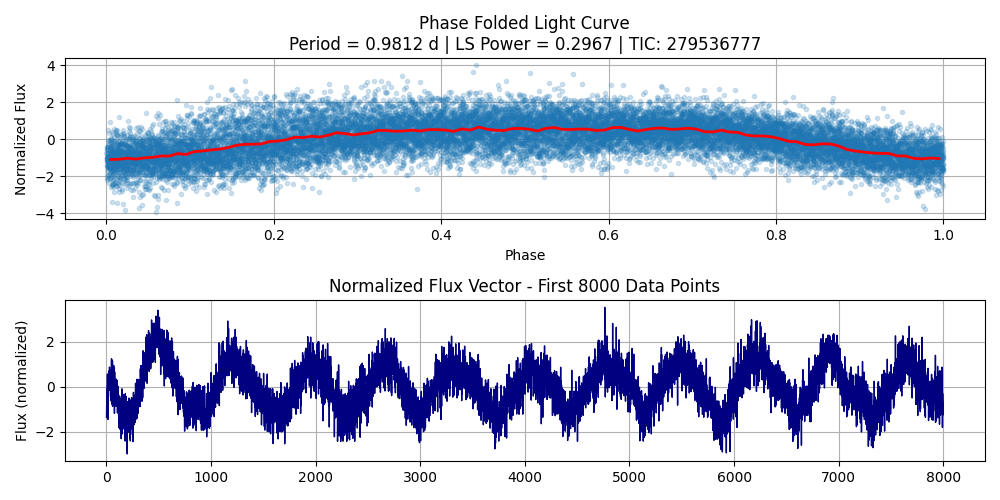 Phase Folded Light Curve
Period = 0.9812 d | LS Power = 0.2967 | TIC: 279536777
Normalized Flux
4
2
0
−2
−4
0.0 0.2 0.4 0.6 0.8 1.0
Phase
Normalized Flux Vector - First 8000 Data Points
Flux (normalized)
2
0
−2
0 1000 2000 3000 4000 5000 6000 7000 8000